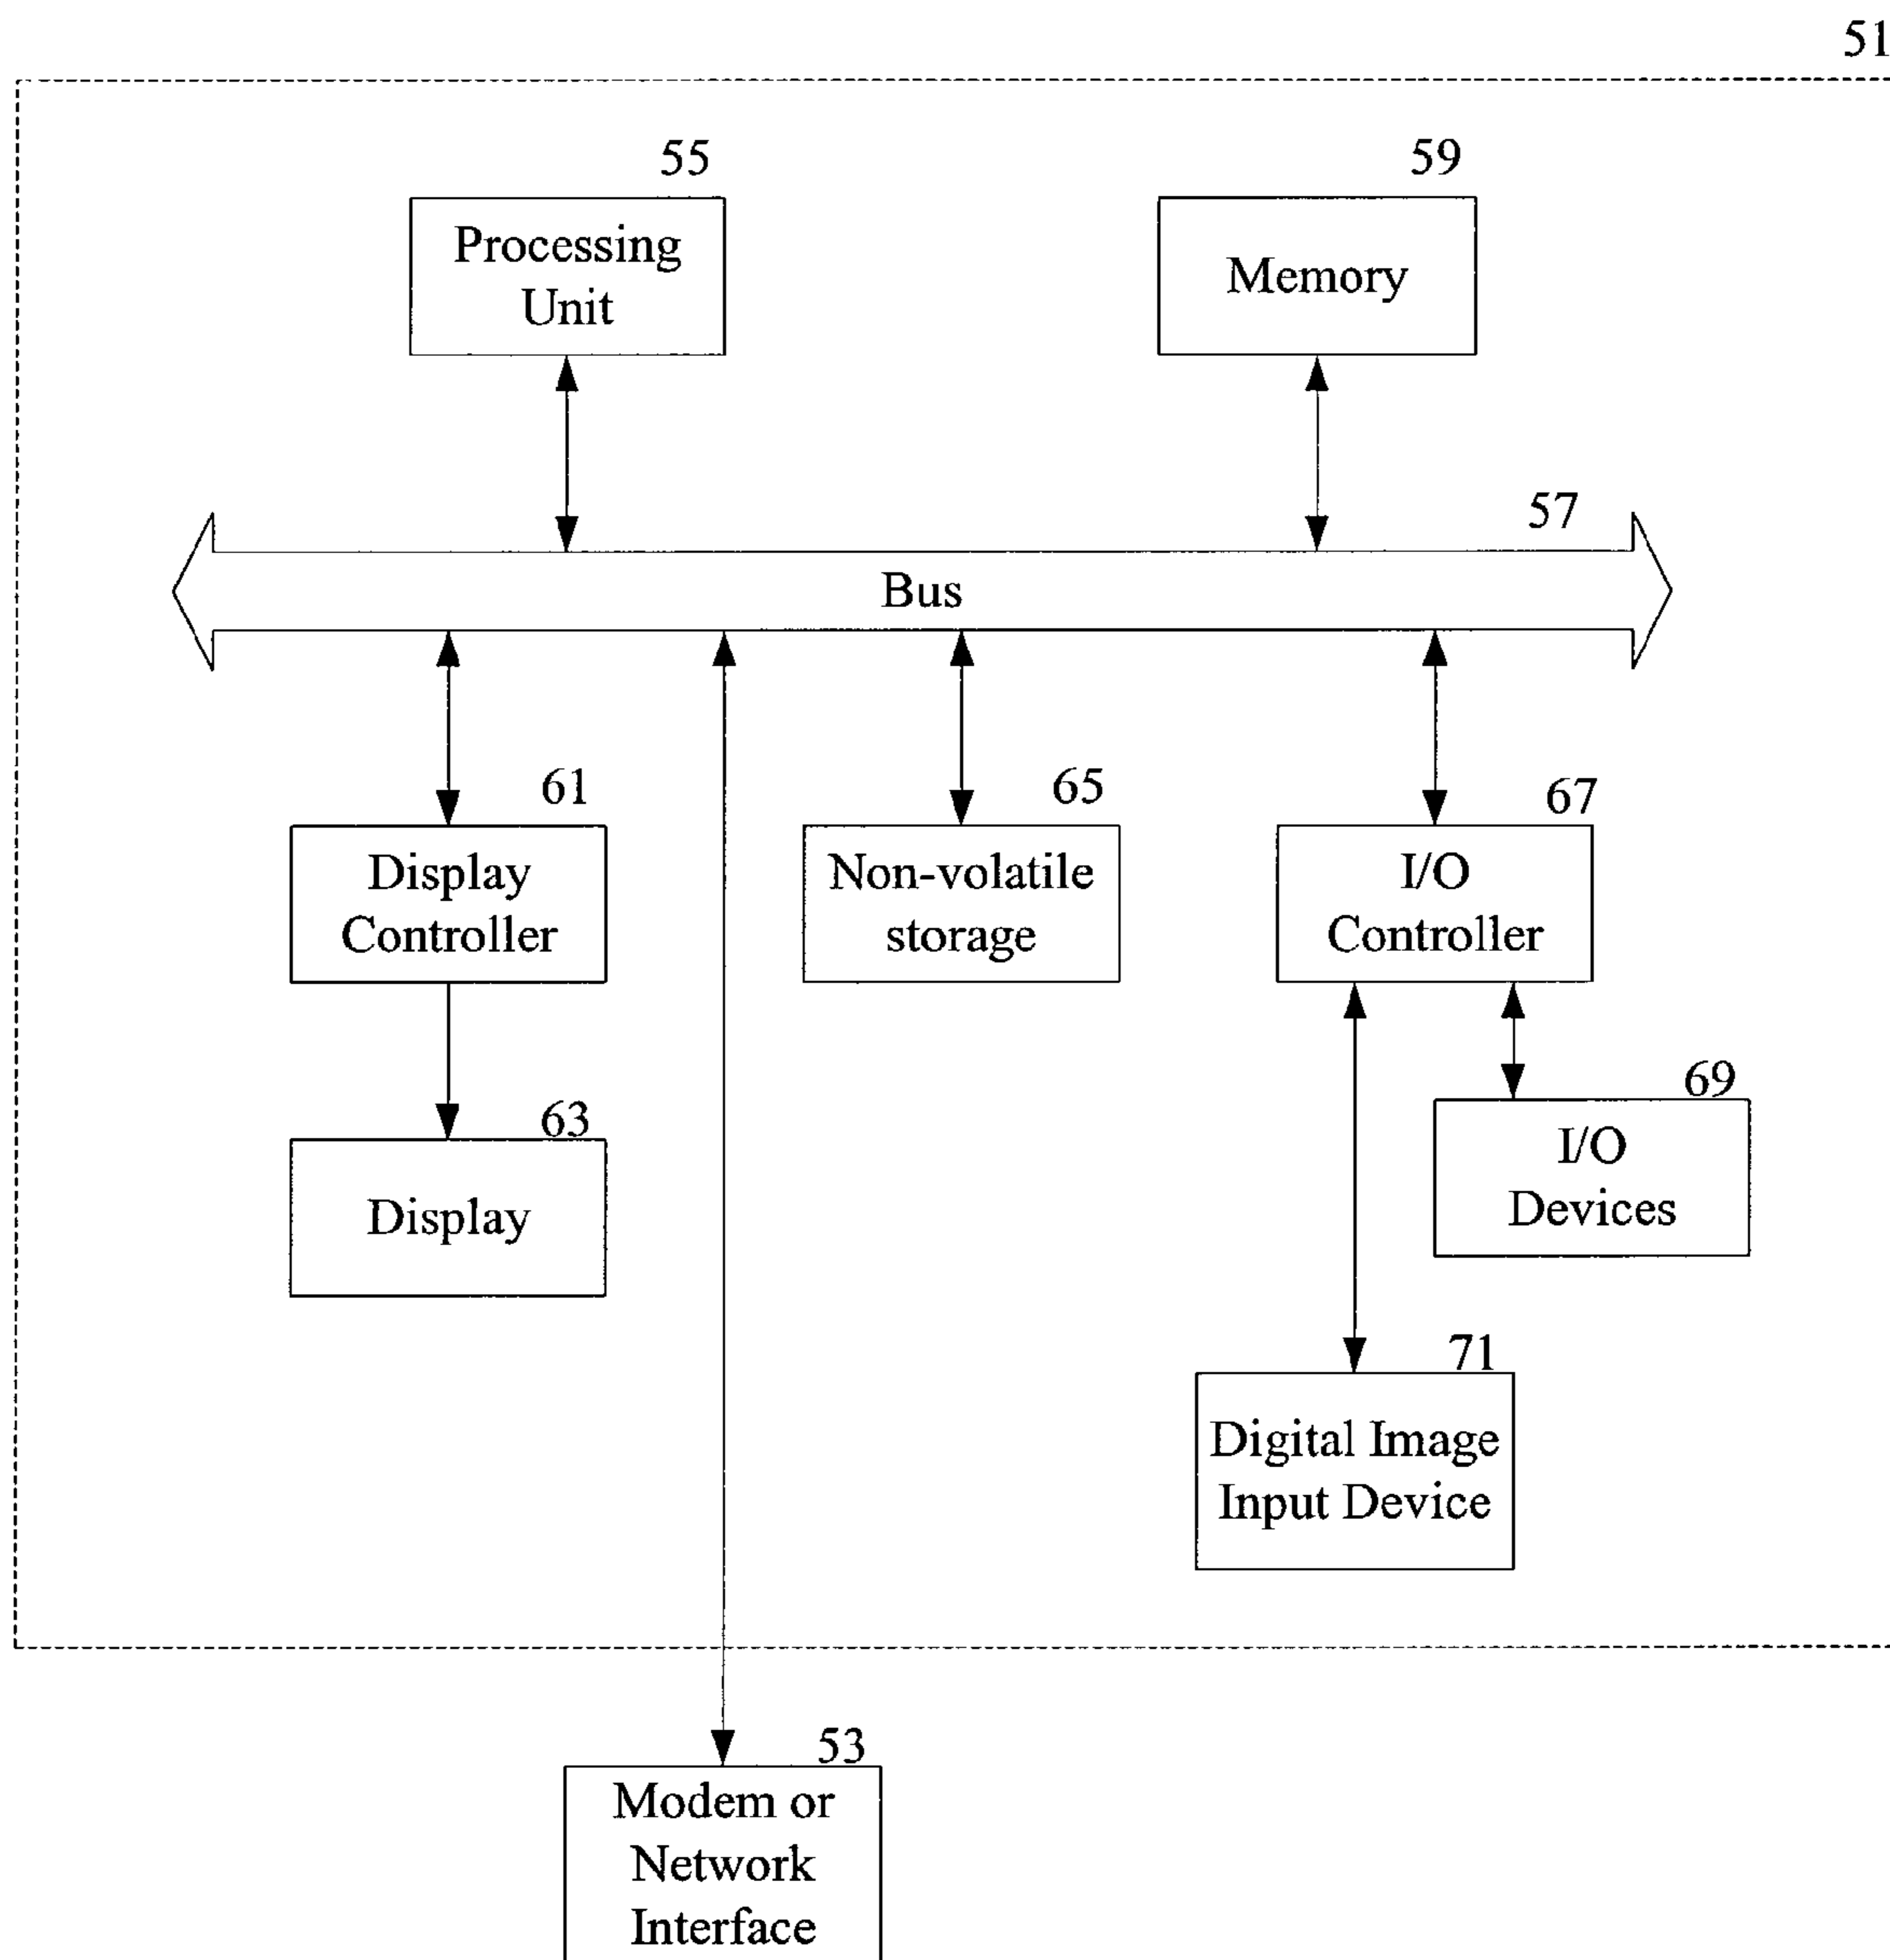 51
55
Processing
Unit
59
Memory
57
Bus
61
Display
Controller
65
Non-volatile
storage
67
I/O
Controller
63
Display
69
I/O
Devices
71
Digital Image
Input Device
53
Modem or
Network
Interface